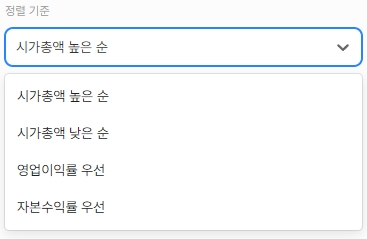 정렬 기준
시가총액 높은 순
시가총액 높은 순
시가총액 낮은 순
영업이익률 우선
자본수익률 우선